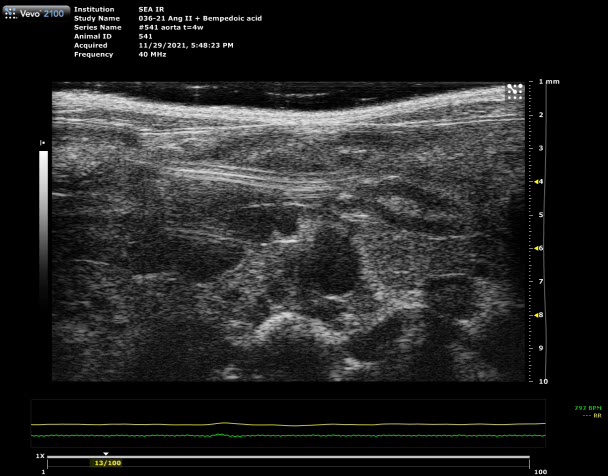 Vevo 2100
Institution SEA IR
Study Name 036-21 Ang II + Bempedoic acid
Series Name #541 aorta t=4w
Animal ID 541
Acquired 11/29/2021, 5:48:23 PM
Frequency 40 MHz
1 mm
2
3
4
5
6
7
8
9
10
BPM
RR
1X
13/100
1
100